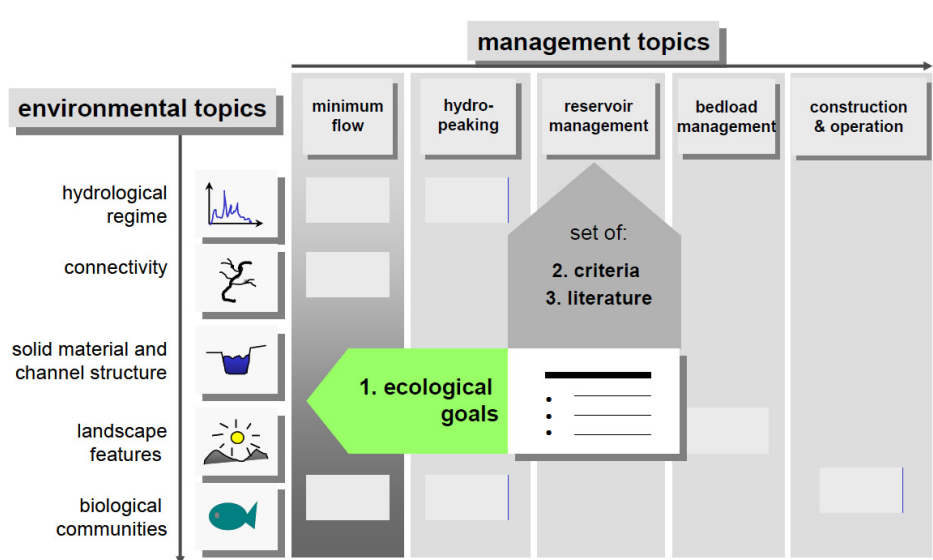 management topics
environmental topics
minimum
flow
hydro-
peaking
reservoir
management
bedload
management
construction
& operation
hydrological
regime
connectivity
solid material and
channel structure
landscape
features
biological
communities
set of:
2. criteria
3. literature
1. ecological
goals